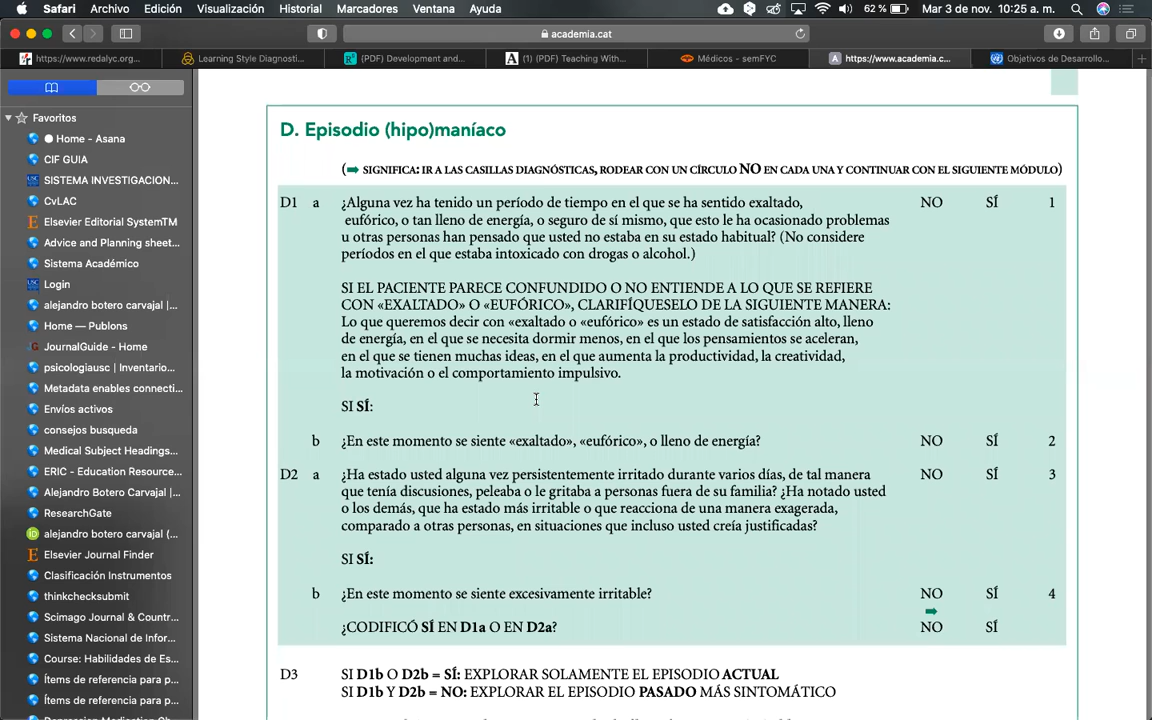 Safari Archivo Edición Visualización Historial Marcadores Ventana Ayuda 62 % Mar 3 de nov. 10:25 a. m.
academia.cat
https://www.redalyc.org...
Learning Style Diagnosti...
(PDF) Development and...
(1) (PDF) Teaching With...
Médicos - semFYC
https://www.academia.c...
Objetivos de Desarrollo...
Favoritos
Home - Asana
CIF GUIA
SISTEMA INVESTIGACION...
CvLAC
Elsevier Editorial SystemTM
Advice and Planning sheet...
Sistema Académico
Login
alejandro botero carvajal |...
Home — Publons
JournalGuide - Home
psicologiausc | Inventario...
Metadata enables connecti...
Envíos activos
consejos busqueda
Medical Subject Headings...
ERIC - Education Resource...
Alejandro Botero Carvajal |...
ResearchGate
alejandro botero carvajal (...
Elsevier Journal Finder
Clasificación Instrumentos
thinkchecksubmit
Scimago Journal & Countr...
Sistema Nacional de Infor...
Course: Habilidades de Es...
Ítems de referencia para p...
Ítems de referencia para p...
D. Episodio (hipo)maníaco
(➡ SIGNIFICA: IR A LAS CASILLAS DIAGNÓSTICAS, RODEAR CON UN CÍRCULO NO EN CADA UNA Y CONTINUAR CON EL SIGUIENTE MÓDULO)
D1 a ¿Alguna vez ha tenido un período de tiempo en el que se ha sentido exaltado, NO SÍ 1
eufórico, o tan lleno de energía, o seguro de sí mismo, que esto le ha ocasionado problemas
u otras personas han pensado que usted no estaba en su estado habitual? (No considere
períodos en el que estaba intoxicado con drogas o alcohol.)
SI EL PACIENTE PARECE CONFUNDIDO O NO ENTIENDE A LO QUE SE REFIERE
CON «EXALTADO» O «EUFÓRICO», CLARIFÍQUESELO DE LA SIGUIENTE MANERA:
Lo que queremos decir con «exaltado o «eufórico» es un estado de satisfacción alto, lleno
de energía, en el que se necesita dormir menos, en el que los pensamientos se aceleran,
en el que se tienen muchas ideas, en el que aumenta la productividad, la creatividad,
la motivación o el comportamiento impulsivo.
SI SÍ:
b ¿En este momento se siente «exaltado», «eufórico», o lleno de energía? NO SÍ 2
D2 a ¿Ha estado usted alguna vez persistentemente irritado durante varios días, de tal manera NO SÍ 3
que tenía discusiones, peleaba o le gritaba a personas fuera de su familia? ¿Ha notado usted
o los demás, que ha estado más irritable o que reacciona de una manera exagerada,
comparado a otras personas, en situaciones que incluso usted creía justificadas?
SI SÍ:
b ¿En este momento se siente excesivamente irritable? NO SÍ 4
➡
¿CODIFICÓ SÍ EN D1a O EN D2a? NO SÍ
D3 SI D1b O D2b = SÍ: EXPLORAR SOLAMENTE EL EPISODIO ACTUAL
SI D1b Y D2b = NO: EXPLORAR EL EPISODIO PASADO MÁS SINTOMÁTICO